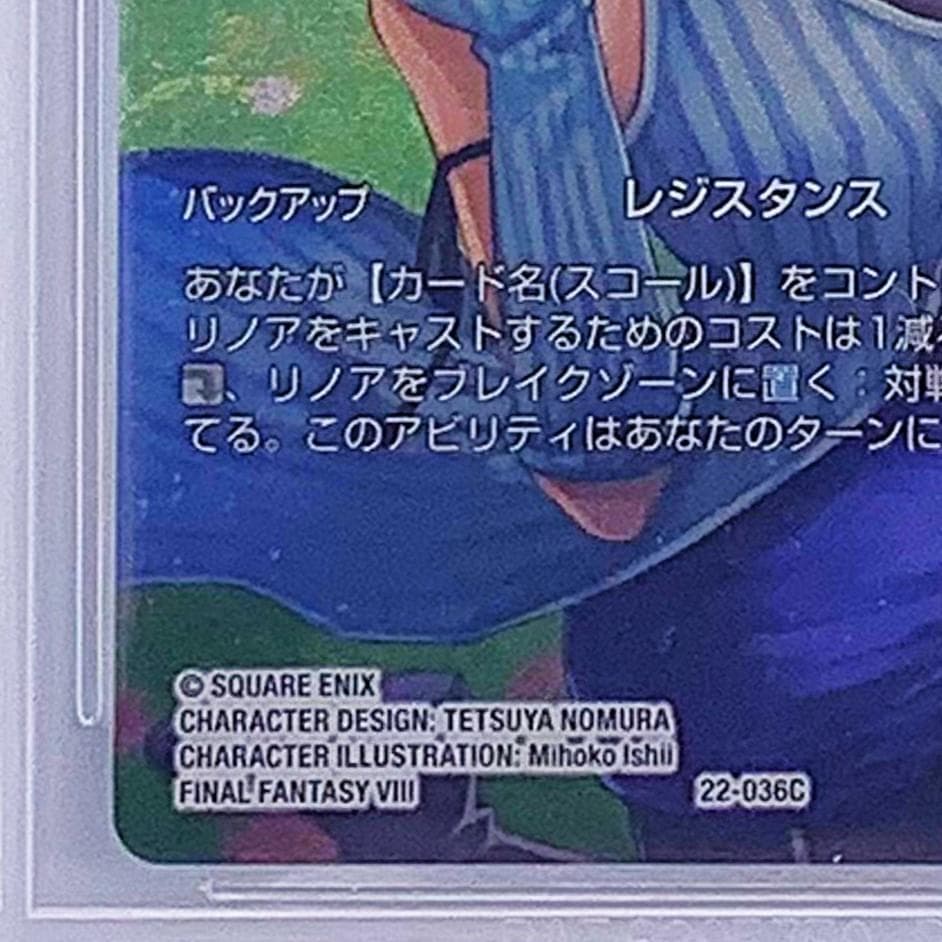 バックアップ
レジスタンス
あなたが【カード名(スコール)】をコント
リノアをキャストするためのコストは1減
、リノアをブレイクゾーンに置く：対戦
てる。このアビリティはあなたのターンに
© SQUARE ENIX
CHARACTER DESIGN: TETSUYA NOMURA
CHARACTER ILLUSTRATION: Mihoko Ishii
FINAL FANTASY VIII
22-036C